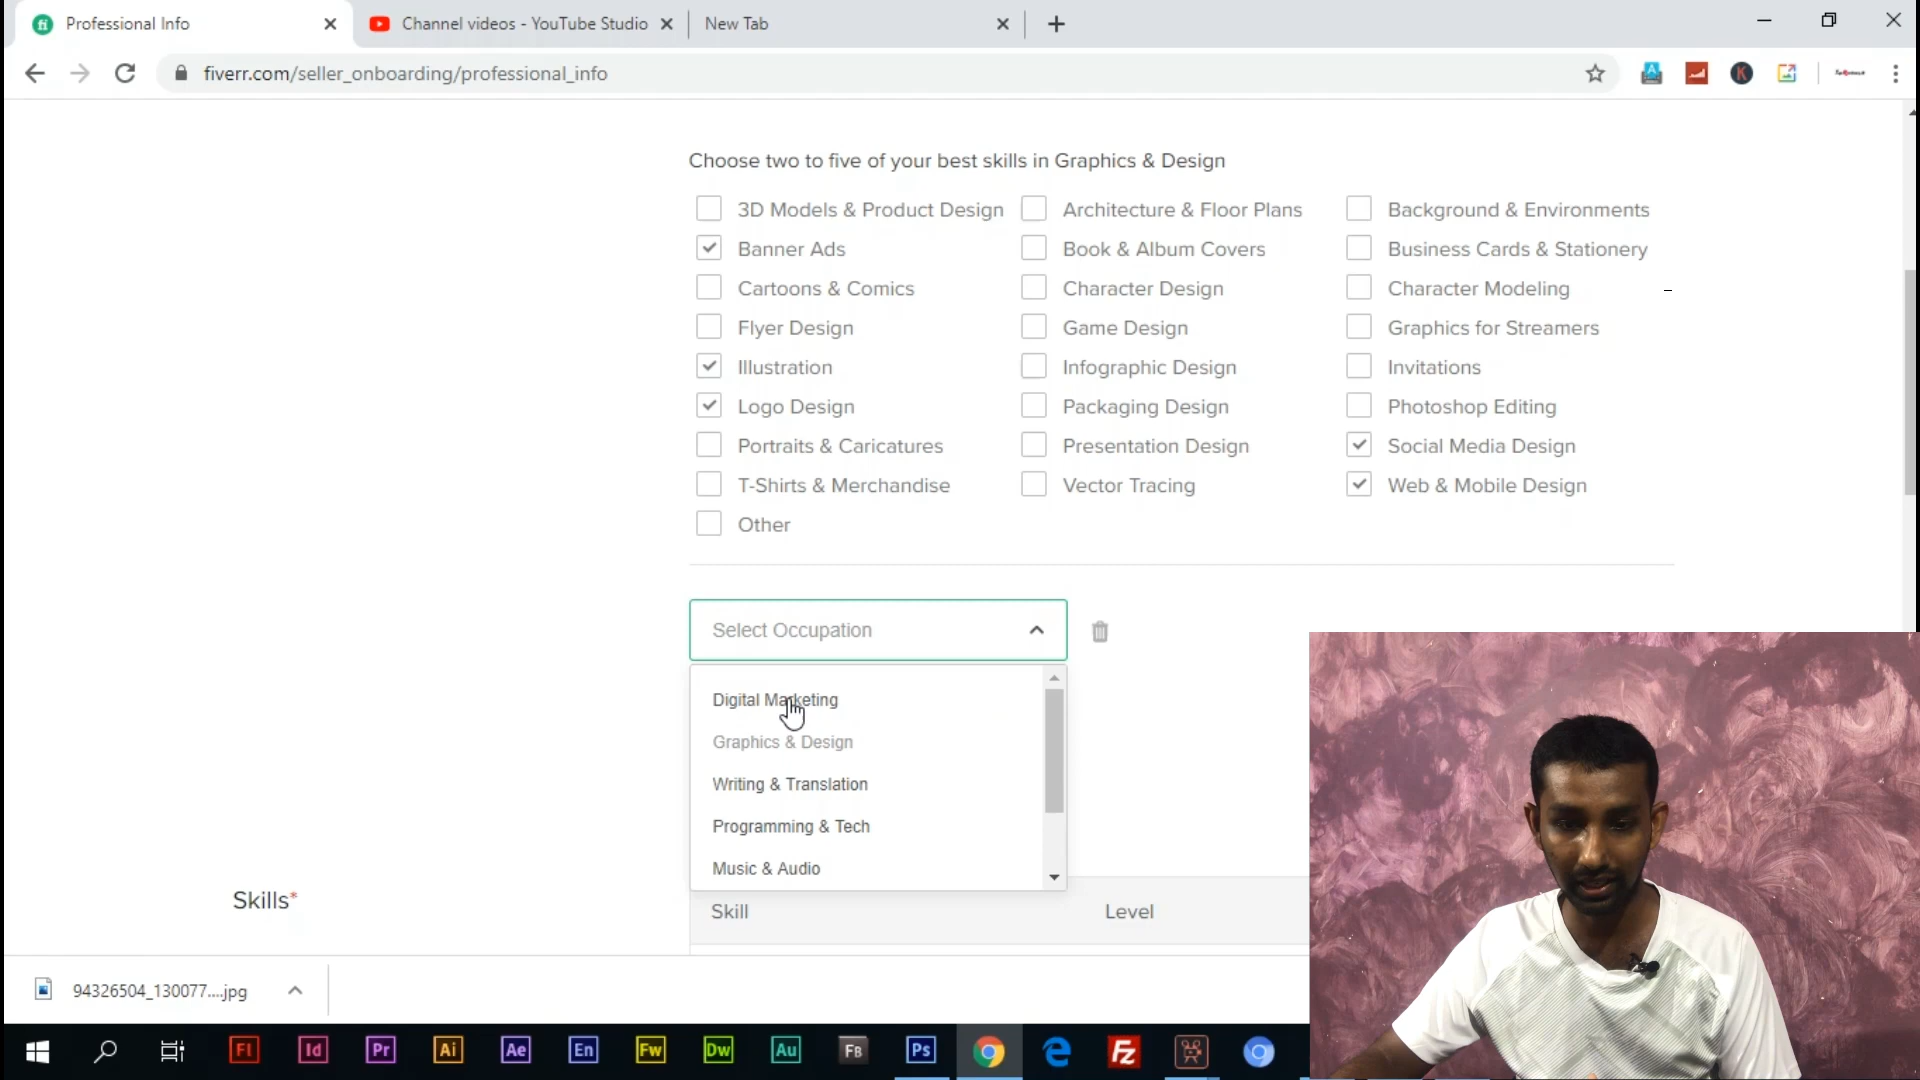 Professional Info
Channel videos - YouTube Studio
New Tab
fiverr.com/seller_onboarding/professional_info
Choose two to five of your best skills in Graphics & Design
3D Models & Product Design Architecture & Floor Plans Background & Environments
Banner Ads Book & Album Covers Business Cards & Stationery
Cartoons & Comics Character Design Character Modeling
Flyer Design Game Design Graphics for Streamers
Illustration Infographic Design Invitations
Logo Design Packaging Design Photoshop Editing
Portraits & Caricatures Presentation Design Social Media Design
T-Shirts & Merchandise Vector Tracing Web & Mobile Design
Other
Select Occupation
Digital Marketing
Graphics & Design
Writing & Translation
Programming & Tech
Music & Audio
Skills*
Skill Level
94326504_130077....jpg
Fl Id Pr Ai Ae En Fw Dw Au FB Ps Fz